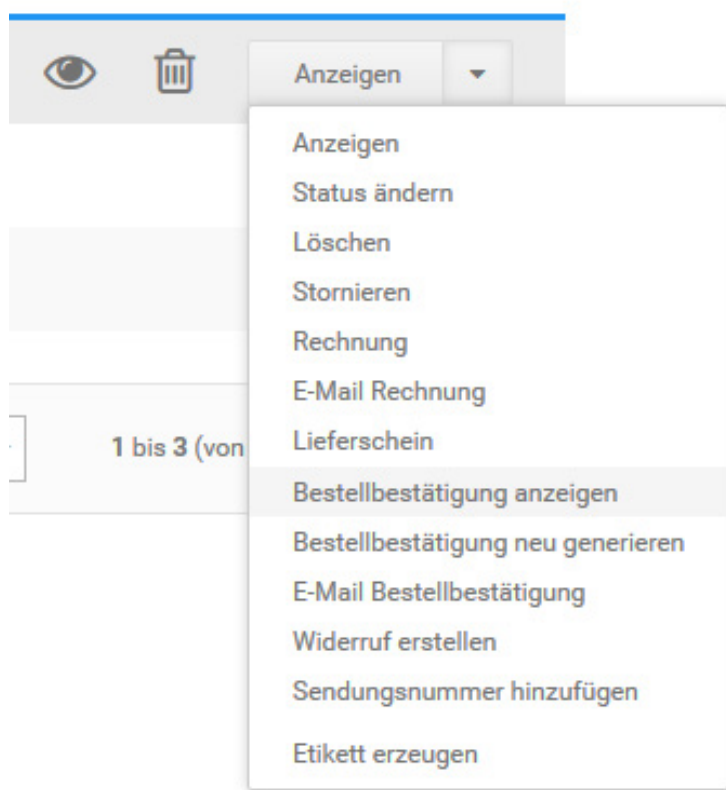 Anzeigen
Anzeigen
Status ändern
Löschen
Stornieren
Rechnung
E-Mail Rechnung
1 bis 3 (von
Lieferschein
Bestellbestätigung anzeigen
Bestellbestätigung neu generieren
E-Mail Bestellbestätigung
Widerruf erstellen
Sendungsnummer hinzufügen
Etikett erzeugen